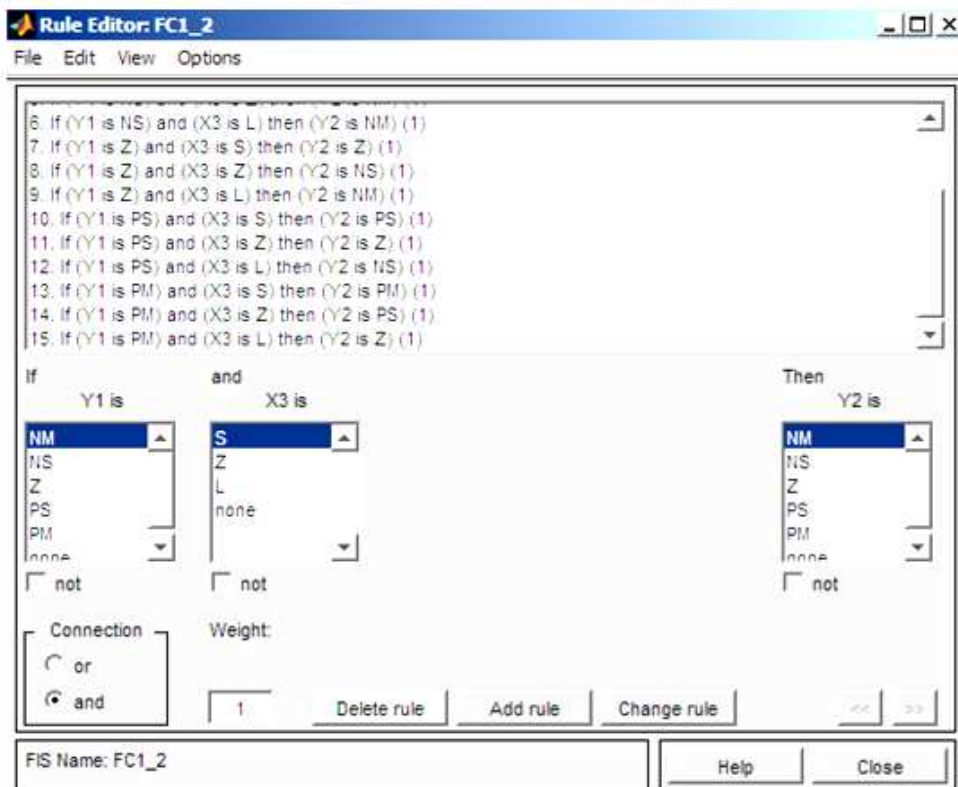 Rule Editor: FC1_2
File Edit View Options
6. If (Y1 is NS) and (X3 is L) then (Y2 is NM) (1)
7. If (Y1 is Z) and (X3 is S) then (Y2 is Z) (1)
8. If (Y1 is Z) and (X3 is Z) then (Y2 is NS) (1)
9. If (Y1 is Z) and (X3 is L) then (Y2 is NM) (1)
10. If (Y1 is PS) and (X3 is S) then (Y2 is PS) (1)
11. If (Y1 is PS) and (X3 is Z) then (Y2 is Z) (1)
12. If (Y1 is PS) and (X3 is L) then (Y2 is NS) (1)
13. If (Y1 is PM) and (X3 is S) then (Y2 is PM) (1)
14. If (Y1 is PM) and (X3 is Z) then (Y2 is PS) (1)
15. If (Y1 is PM) and (X3 is L) then (Y2 is Z) (1)
If and Then
Y1 is X3 is Y2 is
NM S NM
NS Z NS
Z L Z
PS none PS
PM PM
none none
not not not
Connection Weight:
or
and 1 Delete rule Add rule Change rule << >>
FIS Name: FC1_2 Help Close